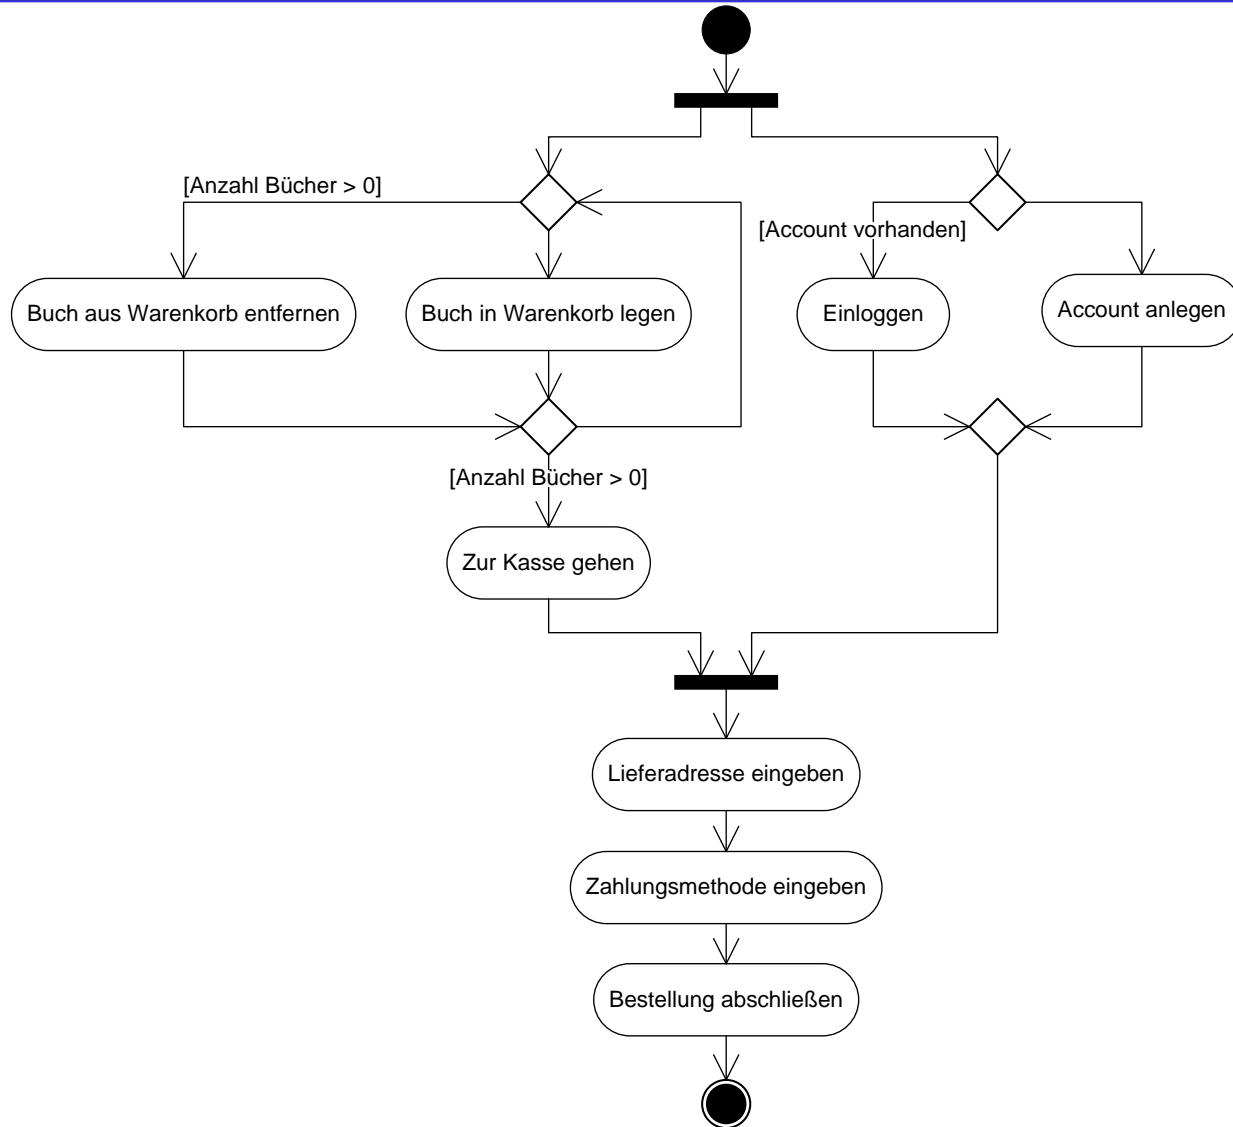 [Anzahl Bücher > 0]
[Account vorhanden]
Buch aus Warenkorb entfernen
Buch in Warenkorb legen
Einloggen
Account anlegen
[Anzahl Bücher > 0]
Zur Kasse gehen
Lieferadresse eingeben
Zahlungsmethode eingeben
Bestellung abschließen